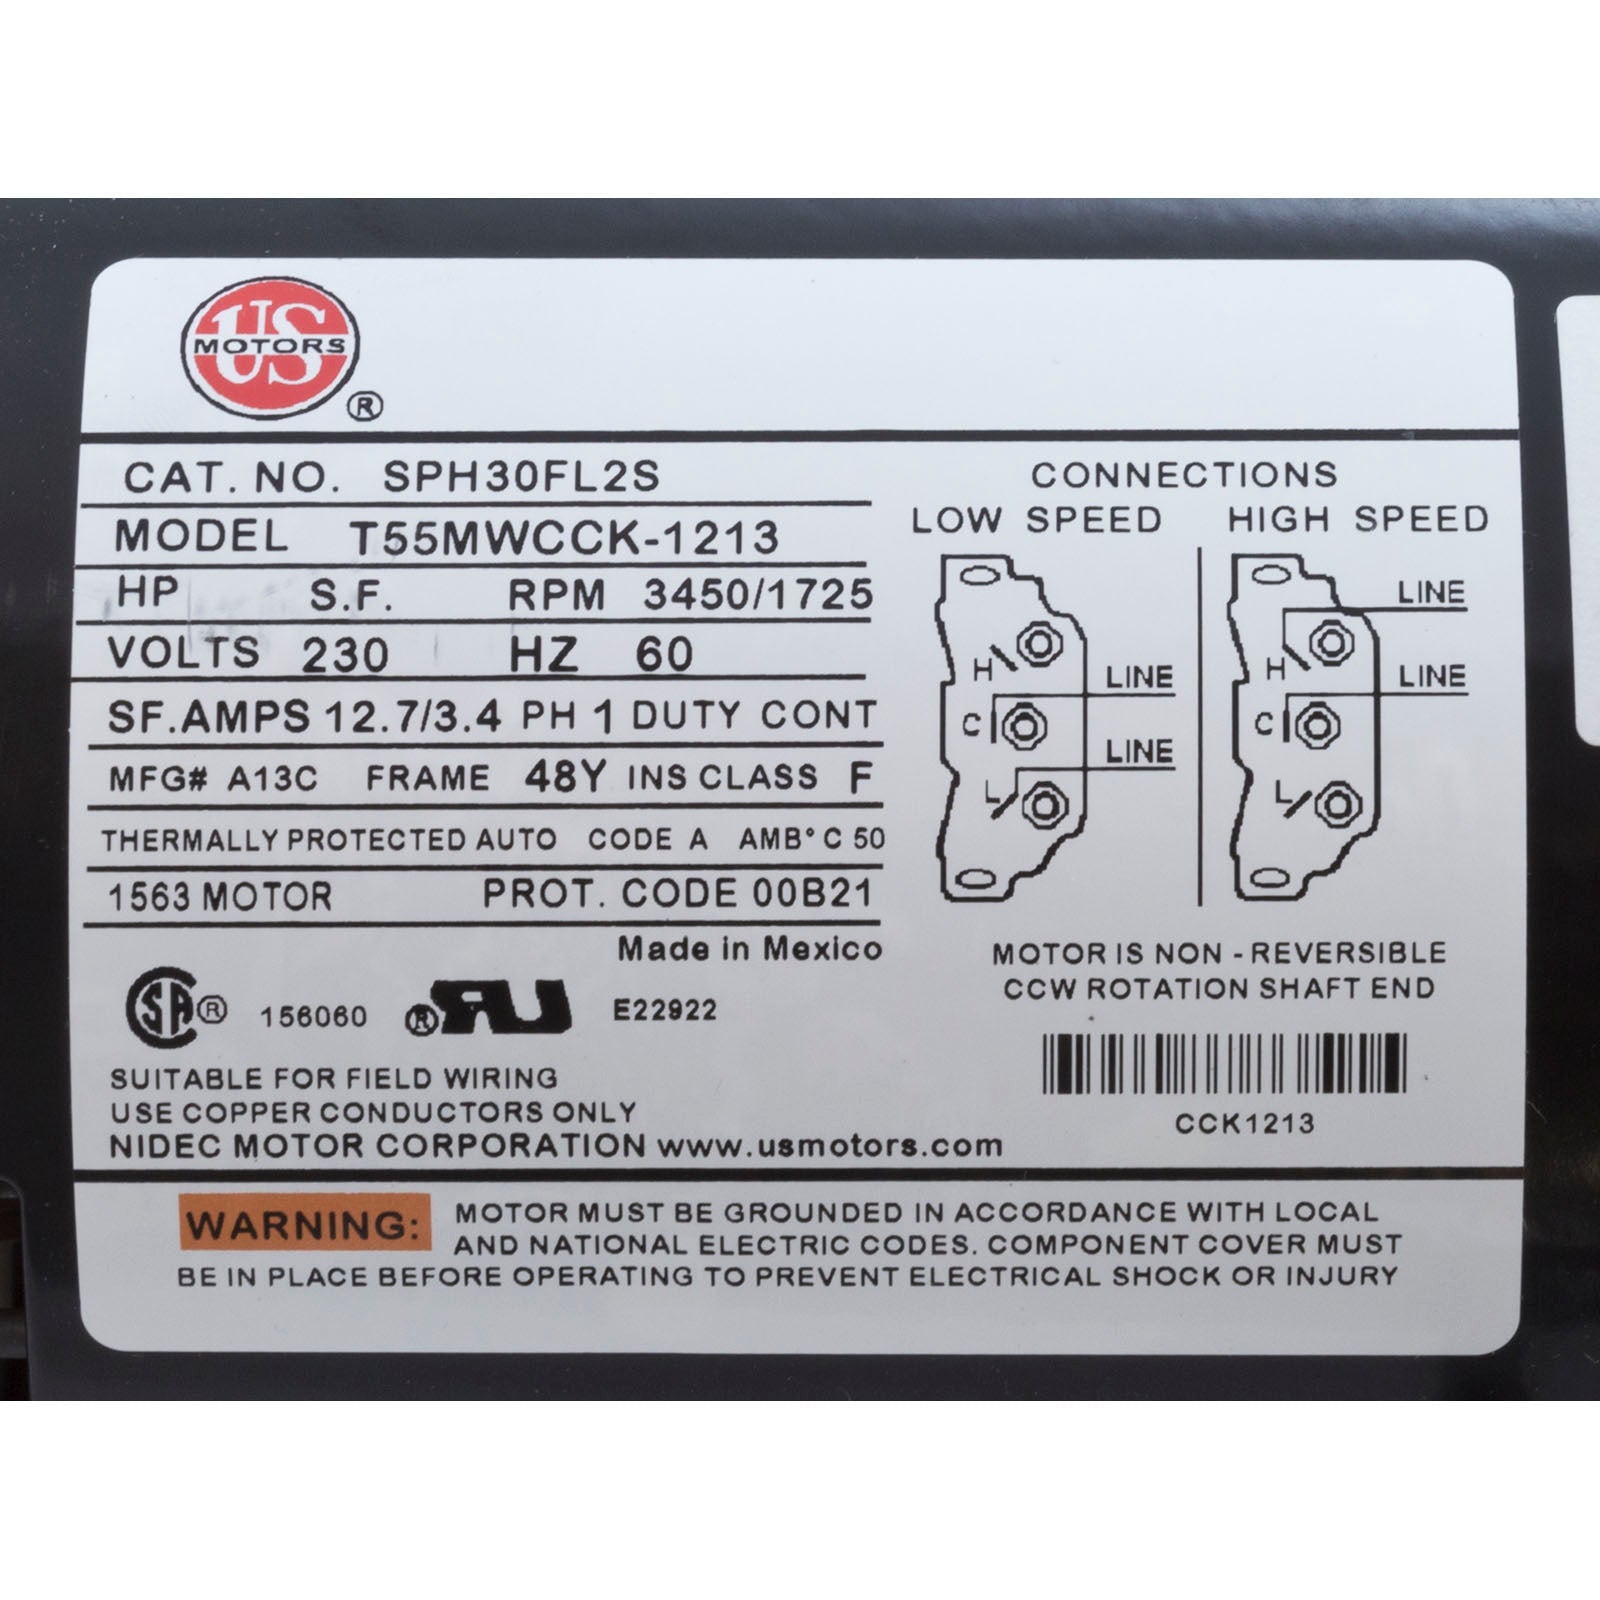 US
MOTORS
®
CAT. NO. SPH30FL2S
MODEL T55MWCCK-1213
HP S.F. RPM 3450/1725
VOLTS 230 HZ 60
SF.AMPS 12.7/3.4 PH 1 DUTY CONT
MFG# A13C FRAME 48Y INS CLASS F
THERMALLY PROTECTED AUTO CODE A AMB° C 50
1563 MOTOR PROT. CODE 00B21
Made in Mexico
SA ® 156060 ® RU E22922
SUITABLE FOR FIELD WIRING
USE COPPER CONDUCTORS ONLY
NIDEC MOTOR CORPORATION www.usmotors.com
CONNECTIONS
LOW SPEED HIGH SPEED
H
LINE
C
LINE
L
LINE
H
LINE
C
L
MOTOR IS NON - REVERSIBLE
CCW ROTATION SHAFT END
CCK1213
WARNING: MOTOR MUST BE GROUNDED IN ACCORDANCE WITH LOCAL
AND NATIONAL ELECTRIC CODES. COMPONENT COVER MUST
BE IN PLACE BEFORE OPERATING TO PREVENT ELECTRICAL SHOCK OR INJURY